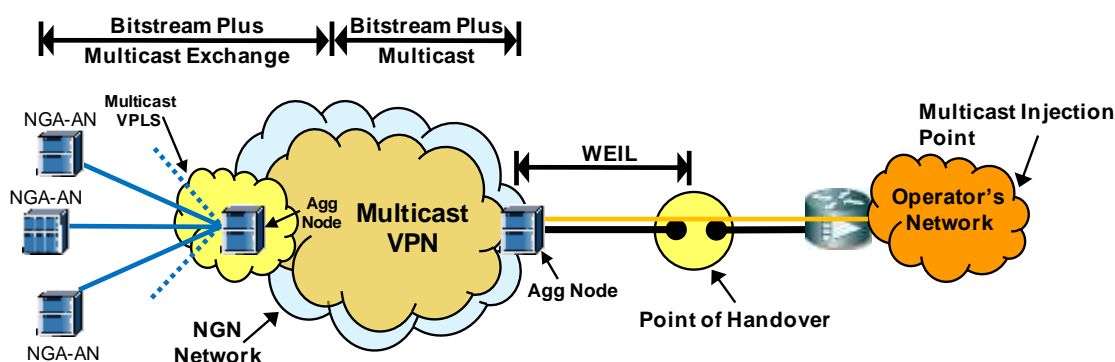 Bitstream Plus
Multicast Exchange
Bitstream Plus
Multicast
NGA-AN
Multicast
VPLS
Multicast Injection
Point
WEIL
NGA-AN
Agg
Node
Multicast
VPN
Operator's
Network
Agg Node
NGN
Network
Point of Handover
NGA-AN